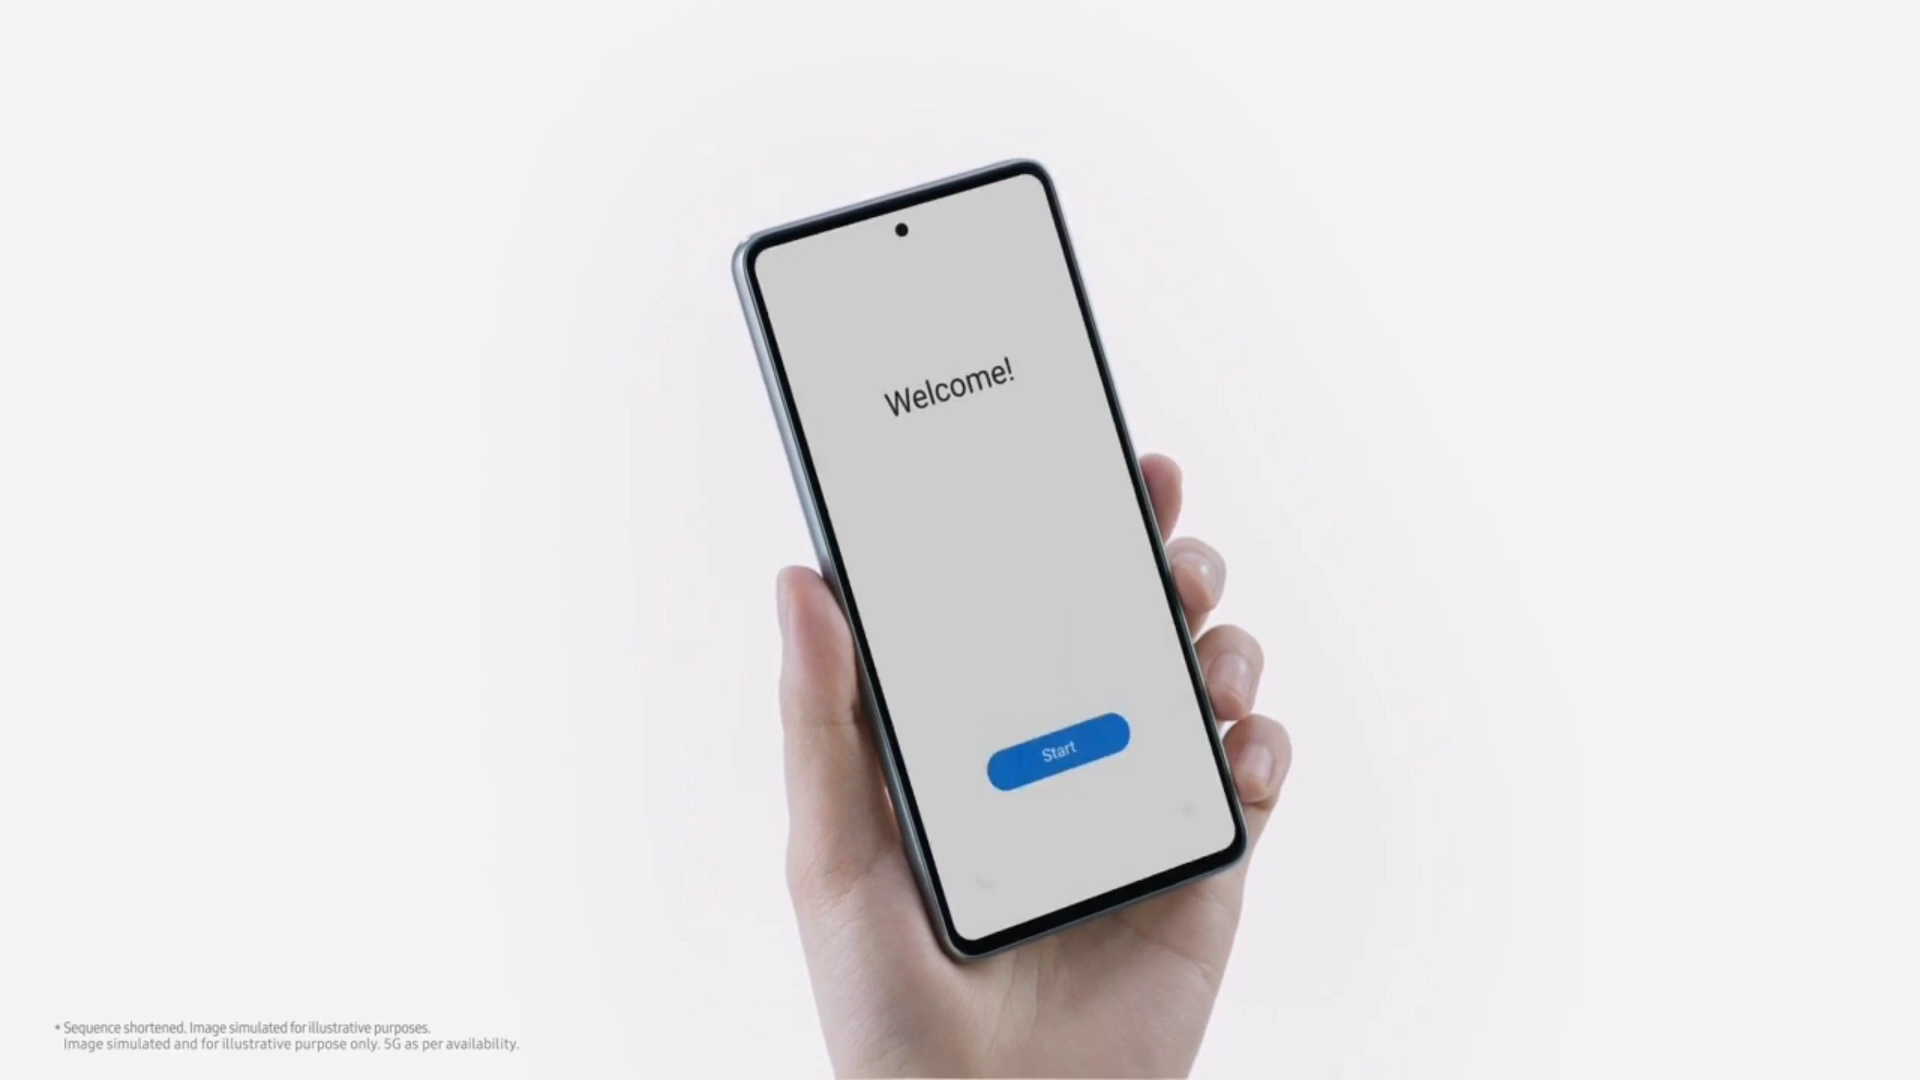 Welcome!
Start
* Sequence shortened. Image simulated for illustrative purposes.
Image simulated and for illustrative purpose only. 5G as per availability.